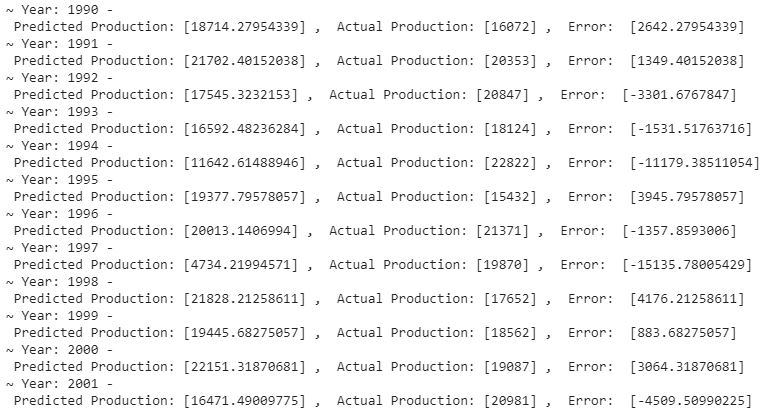 ~ Year: 1990 -
Predicted Production: [18714.27954339] , Actual Production: [16072] , Error: [2642.27954339]
~ Year: 1991 -
Predicted Production: [21702.40152038] , Actual Production: [20353] , Error: [1349.40152038]
~ Year: 1992 -
Predicted Production: [17545.3232153] , Actual Production: [20847] , Error: [-3301.6767847]
~ Year: 1993 -
Predicted Production: [16592.48236284] , Actual Production: [18124] , Error: [-1531.51763716]
~ Year: 1994 -
Predicted Production: [11642.61488946] , Actual Production: [22822] , Error: [-11179.38511054]
~ Year: 1995 -
Predicted Production: [19377.79578057] , Actual Production: [15432] , Error: [3945.79578057]
~ Year: 1996 -
Predicted Production: [20013.1406994] , Actual Production: [21371] , Error: [-1357.8593006]
~ Year: 1997 -
Predicted Production: [4734.21994571] , Actual Production: [19870] , Error: [-15135.78005429]
~ Year: 1998 -
Predicted Production: [21828.21258611] , Actual Production: [17652] , Error: [4176.21258611]
~ Year: 1999 -
Predicted Production: [19445.68275057] , Actual Production: [18562] , Error: [883.68275057]
~ Year: 2000 -
Predicted Production: [22151.31870681] , Actual Production: [19087] , Error: [3064.31870681]
~ Year: 2001 -
Predicted Production: [16471.49009775] , Actual Production: [20981] , Error: [-4509.50990225]